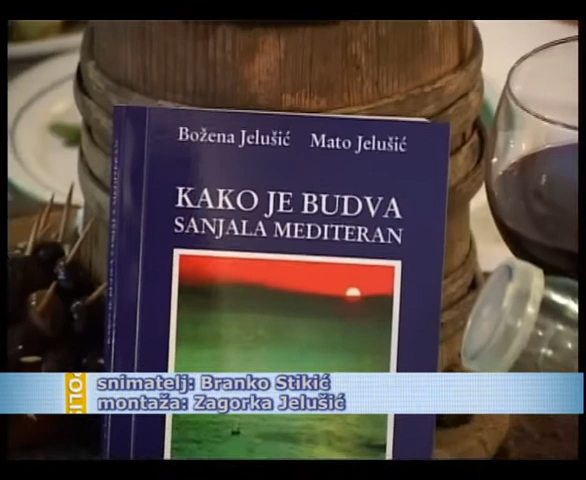 Božena Jelušić Mato Jelušić
KAKO JE BUDVA
SANJALA MEDITERAN
snimatelj: Branko Stikić
montaža: Zagorka Jelušić